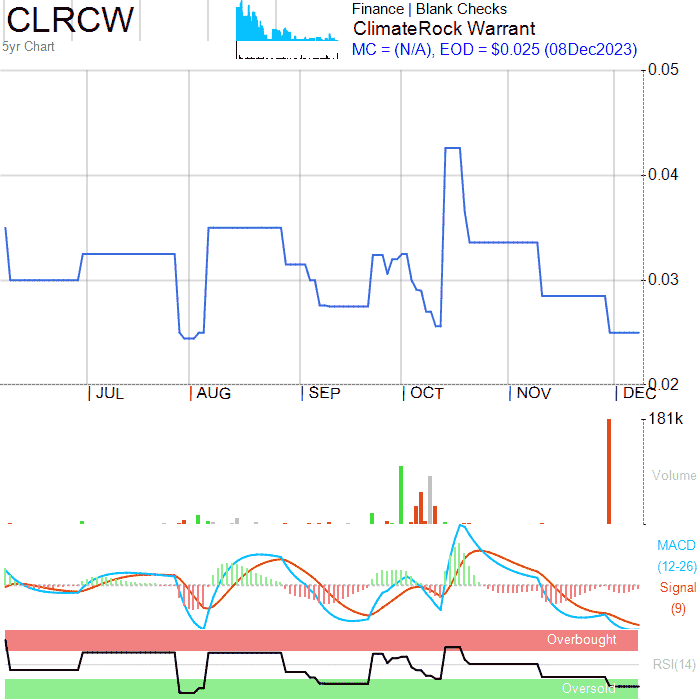 CLRCW
5yr Chart
Finance | Blank Checks
ClimateRock Warrant
MC = (N/A), EOD = $0.025 (08Dec2023)
0.05
0.04
0.03
0.02
JUL AUG SEP OCT NOV DEC
181k
Volume
MACD
(12-26)
Signal
(9)
Overbought
RSI(14)
Oversold